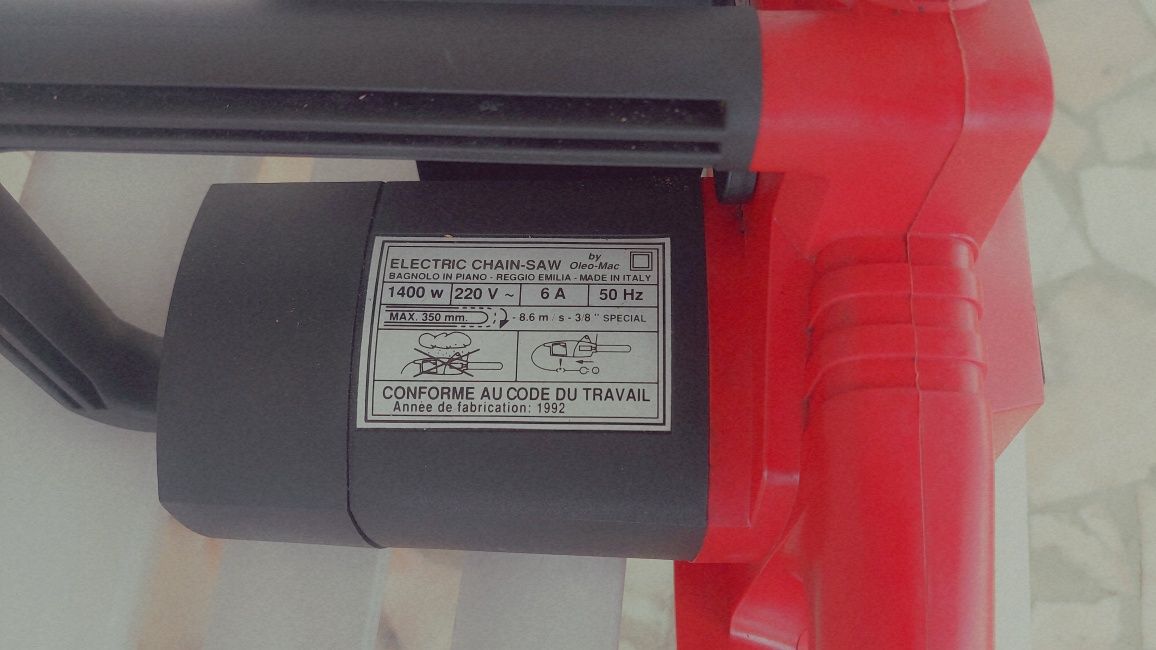 ELECTRIC CHAIN-SAW by Oleo-Mac
BAGNOLO IN PIANO - REGGIO EMILIA - MADE IN ITALY
1400 w 220 V ~ 6 A 50 Hz
MAX. 350 mm. - 8.6 m / s - 3/8 " SPECIAL
CONFORME AU CODE DU TRAVAIL
Année de fabrication: 1992